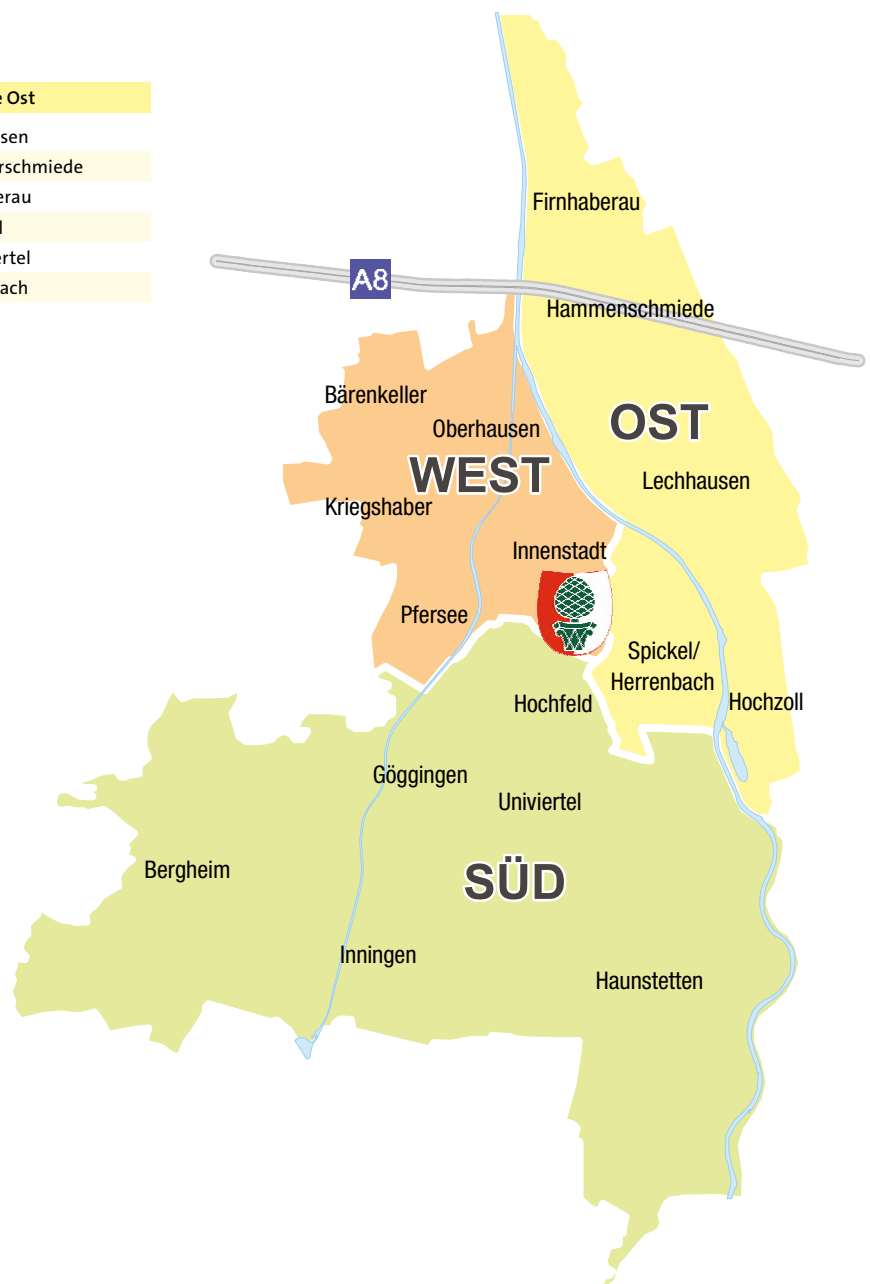 e Ost
sen
rschmiede
erau
l
ertel
ach
Firnhaberau
A8
Hammenschmiede
Bärenkeller
Oberhausen
OST
WEST
Lechhausen
Kriegshaber
Innenstadt
Pfersee
Spickel/
Herrenbach
Hochfeld
Hochzoll
Göggingen
Univiertel
Bergheim
SÜD
Inningen
Haunstetten